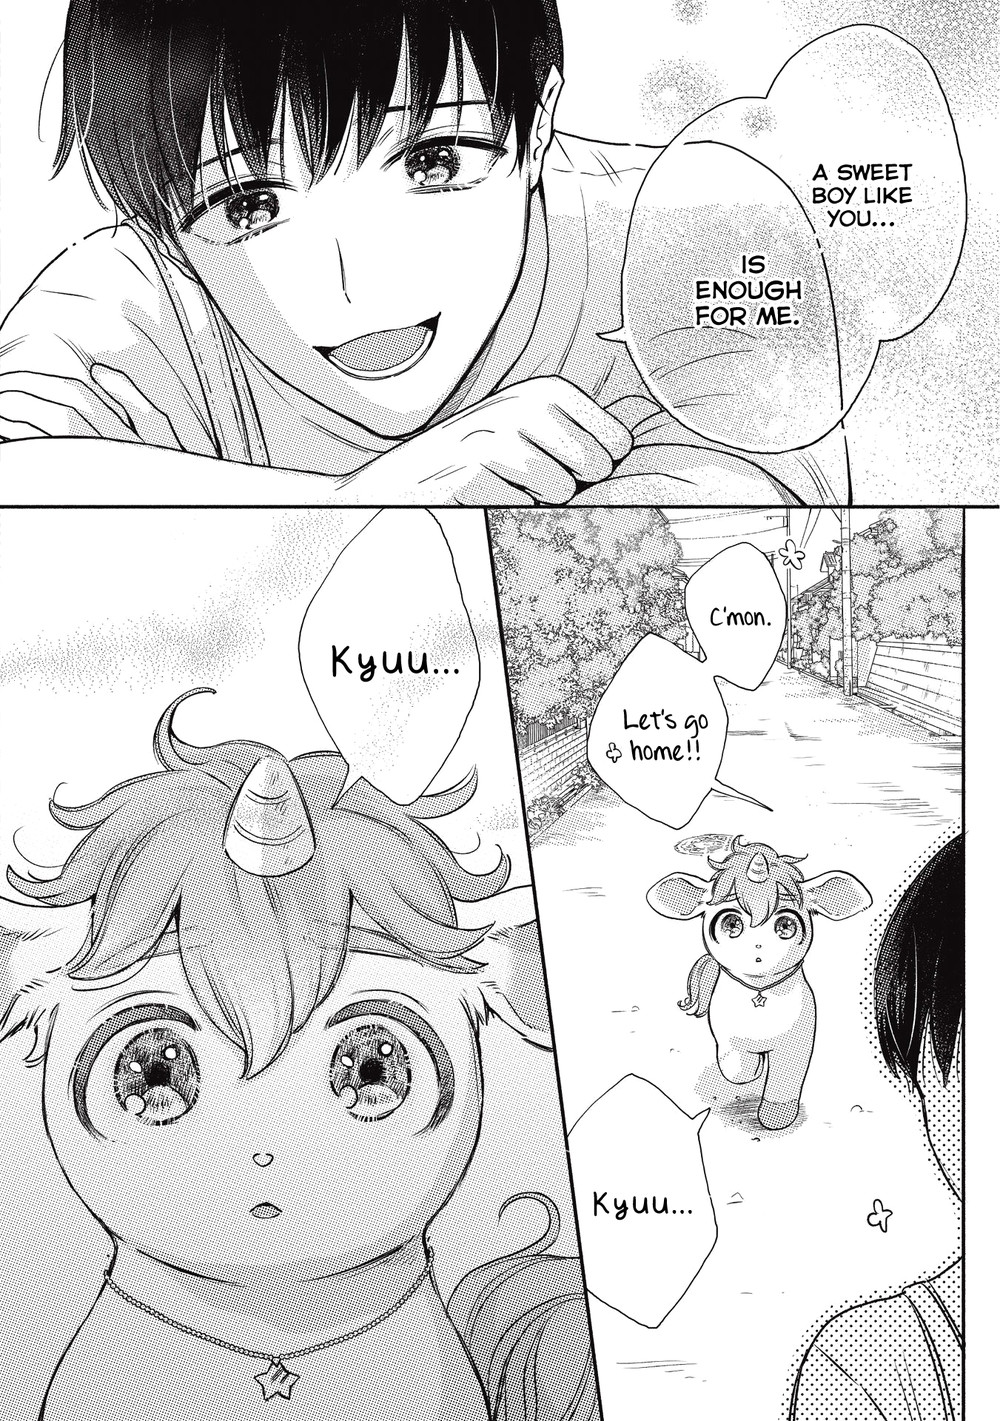 A SWEET
BOY LIKE
YOU...
IS
ENOUGH
FOR ME.
C'mon.
Let's go
home!!
Kyuu...
Kyuu...